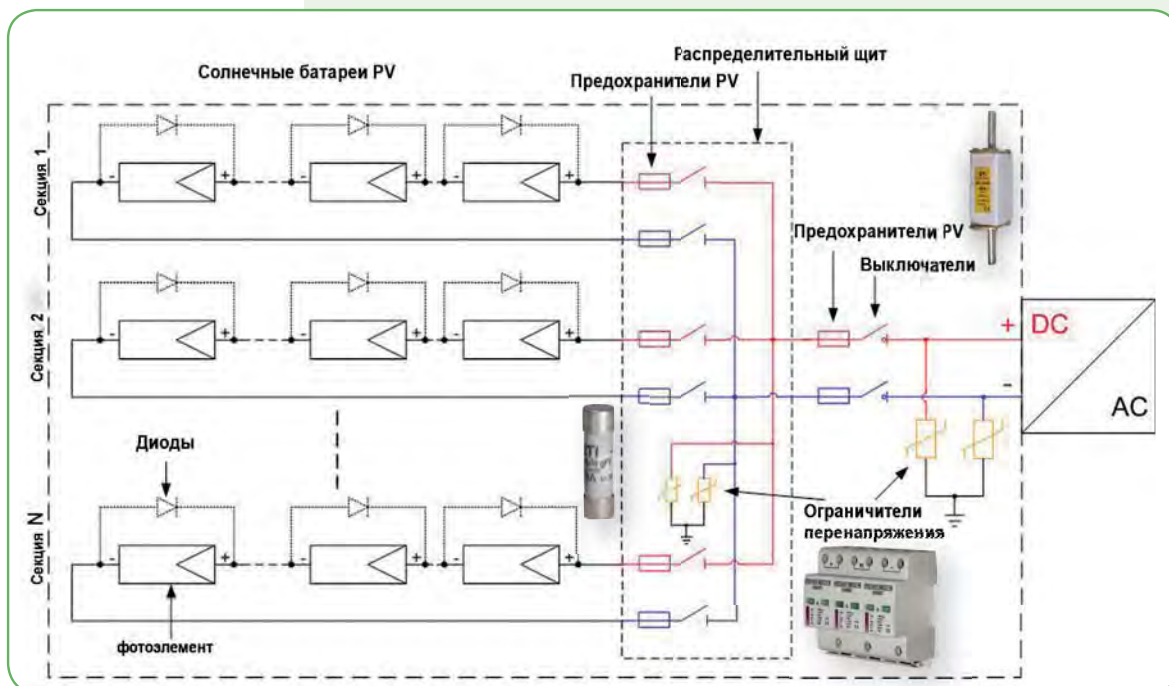 Распределительный щит
Солнечные батареи PV
Предохранители PV
Секция 1
Предохранители PV
Выключатели
Секция 2
+ DC
-
AC
Диоды
Ограничители
перенапряжения
Секция N
фотоэлемент
- + - + - +
- + - + - +
- + - + - +